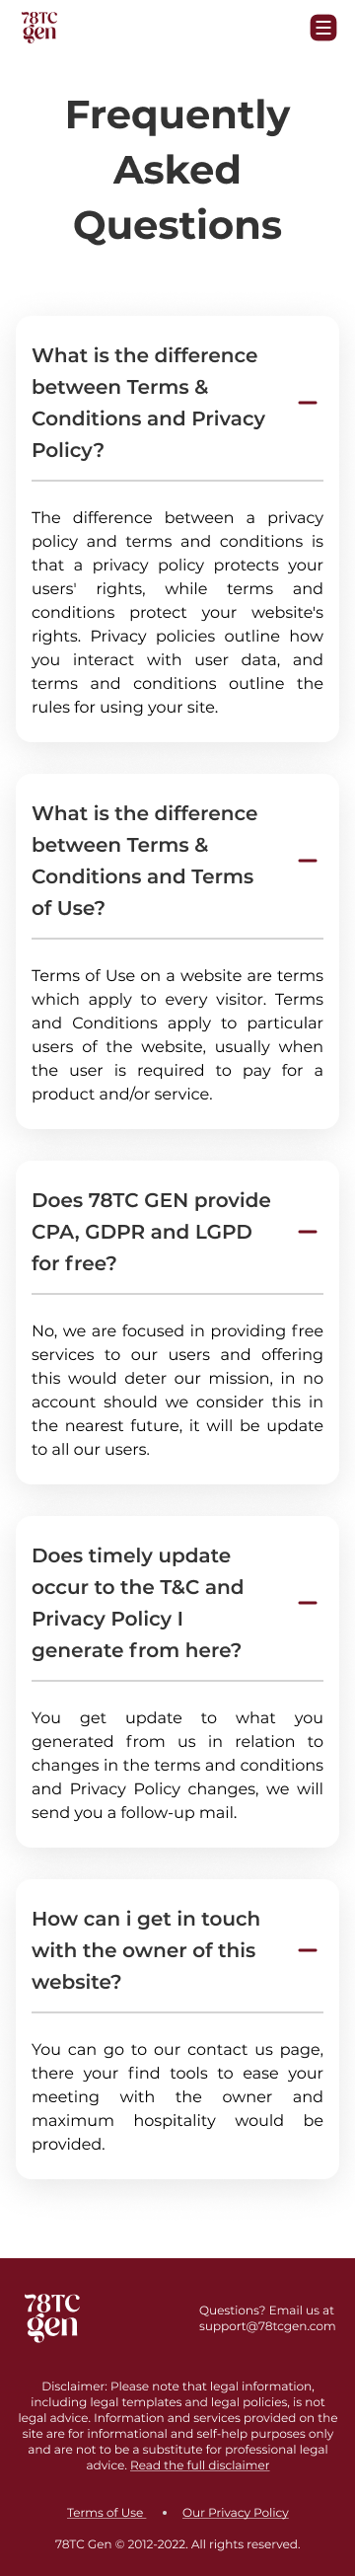 78TC
gen
Frequently
Asked
Questions
What is the difference
between Terms &
Conditions and Privacy
Policy?
The difference between a privacy
policy and terms and conditions is
that a privacy policy protects your
users' rights, while terms and
conditions protect your website's
rights. Privacy policies outline how
you interact with user data, and
terms and conditions outline the
rules for using your site.
What is the difference
between Terms &
Conditions and Terms
of Use?
Terms of Use on a website are terms
which apply to every visitor. Terms
and Conditions apply to particular
users of the website, usually when
the user is required to pay for a
product and/or service.
Does 78TC GEN provide
CPA, GDPR and LGPD
for free?
No, we are focused in providing free
services to our users and offering
this would deter our mission, in no
account should we consider this in
the nearest future, it will be update
to all our users.
Does timely update
occur to the T&C and
Privacy Policy I
generate from here?
You get update to what you
generated from us in relation to
changes in the terms and conditions
and Privacy Policy changes, we will
send you a follow-up mail.
How can i get in touch
with the owner of this
website?
You can go to our contact us page,
there your find tools to ease your
meeting with the owner and
maximum hospitality would be
provided.
78TC
gen
Questions? Email us at
support@78tcgen.com
Disclaimer: Please note that legal information,
including legal templates and legal policies, is not
legal advice. Information and services provided on the
site are for informational and self-help purposes only
and are not to be a substitute for professional legal
advice. Read the full disclaimer
Terms of Use • Our Privacy Policy
78TC Gen © 2012-2022. All rights reserved.